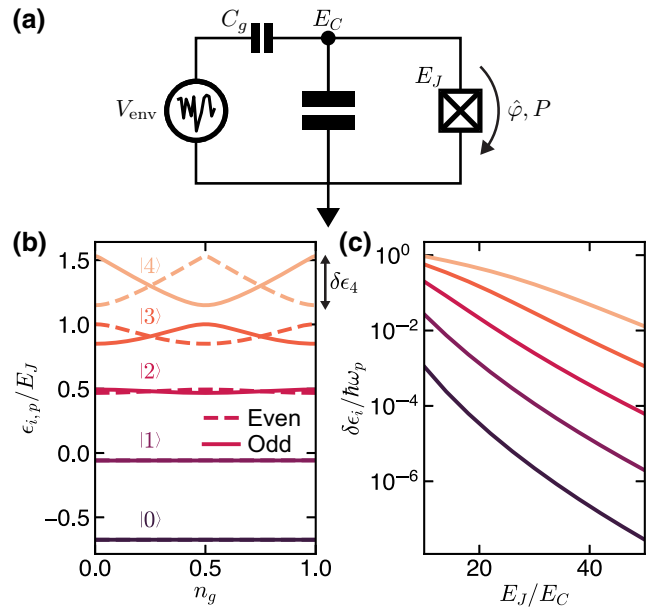 (a)
C_g
E_C
V_env
E_J
φ̂, P
(b)
(c)
1.5
1.0
0.5
0.0
−0.5
ϵ_{i,p}/E_J
|4⟩
|3⟩
|2⟩
|1⟩
|0⟩
Even
Odd
δϵ_4
0.0
0.5
1.0
n_g
10^0
10^{−2}
10^{−4}
10^{−6}
δϵ_i/ℏω_p
20
40
E_J/E_C